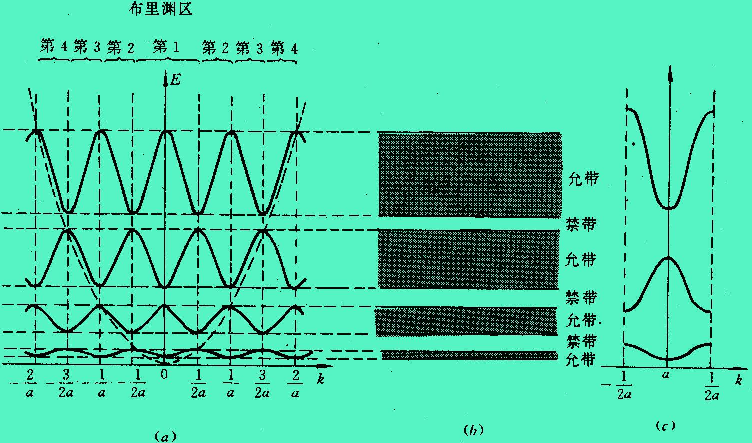 布里渊区
第4 第3 第2 第1 第2 第3 第4
E
允带
禁带
允带
禁带
允带
禁带
允带
2/a 3/2a 1/a 1/2a 0 1/2a 1/a 3/2a 2/a k
1/2a a 1/2a k
(a) (b) (c)